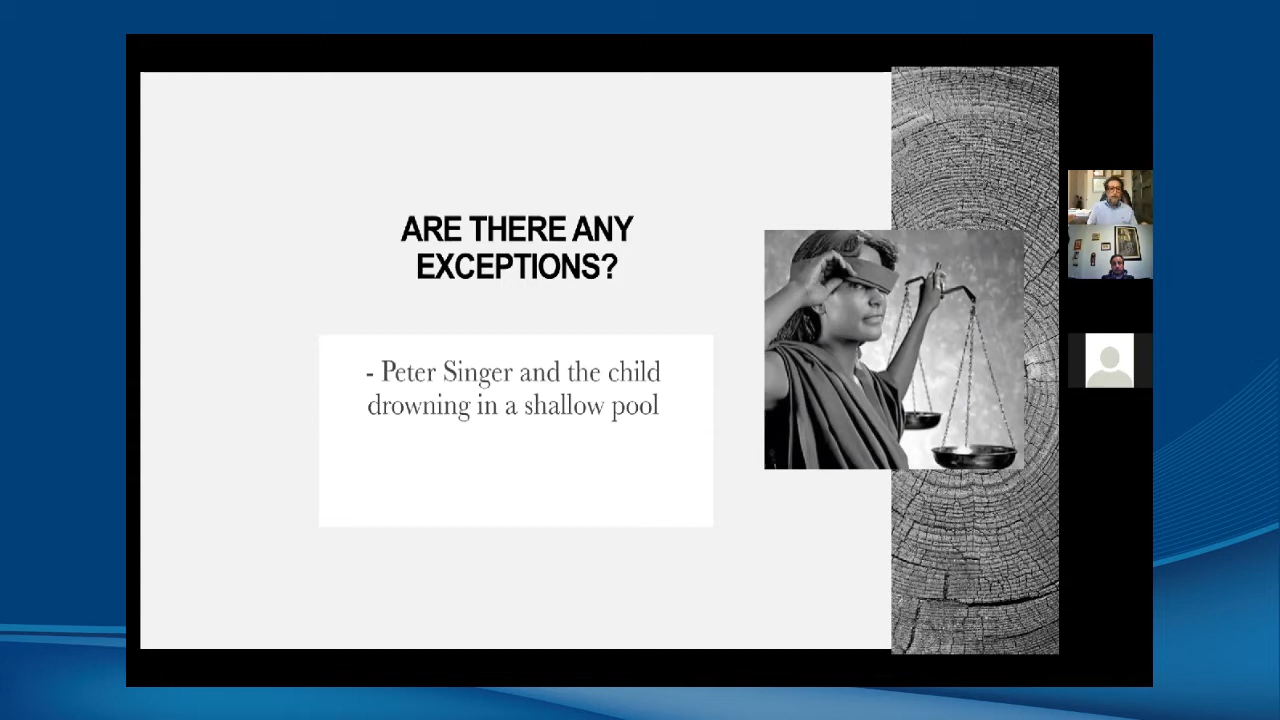 ARE THERE ANY
EXCEPTIONS?
- Peter Singer and the child
drowning in a shallow pool